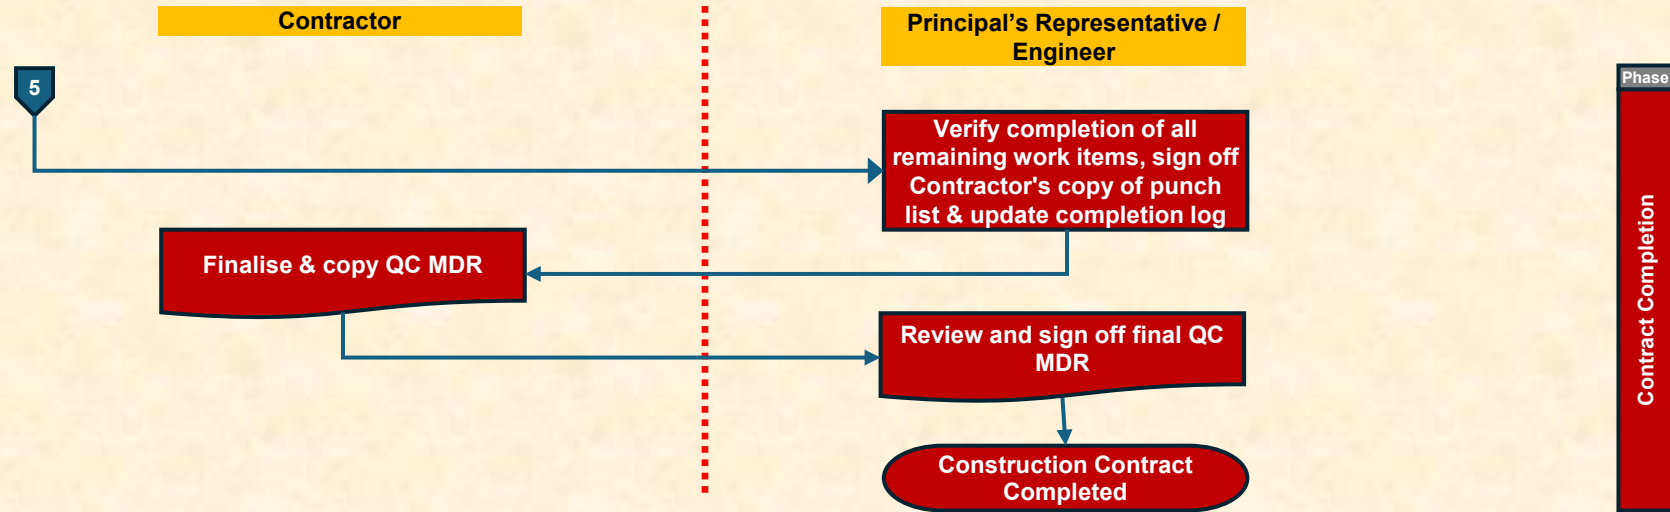 Contractor
Principal’s Representative /
Engineer
Phase
5
Verify completion of all
remaining work items, sign off
Contractor's copy of punch
list & update completion log
Finalise & copy QC MDR
Review and sign off final QC
MDR
Construction Contract
Completed
Contract Completion